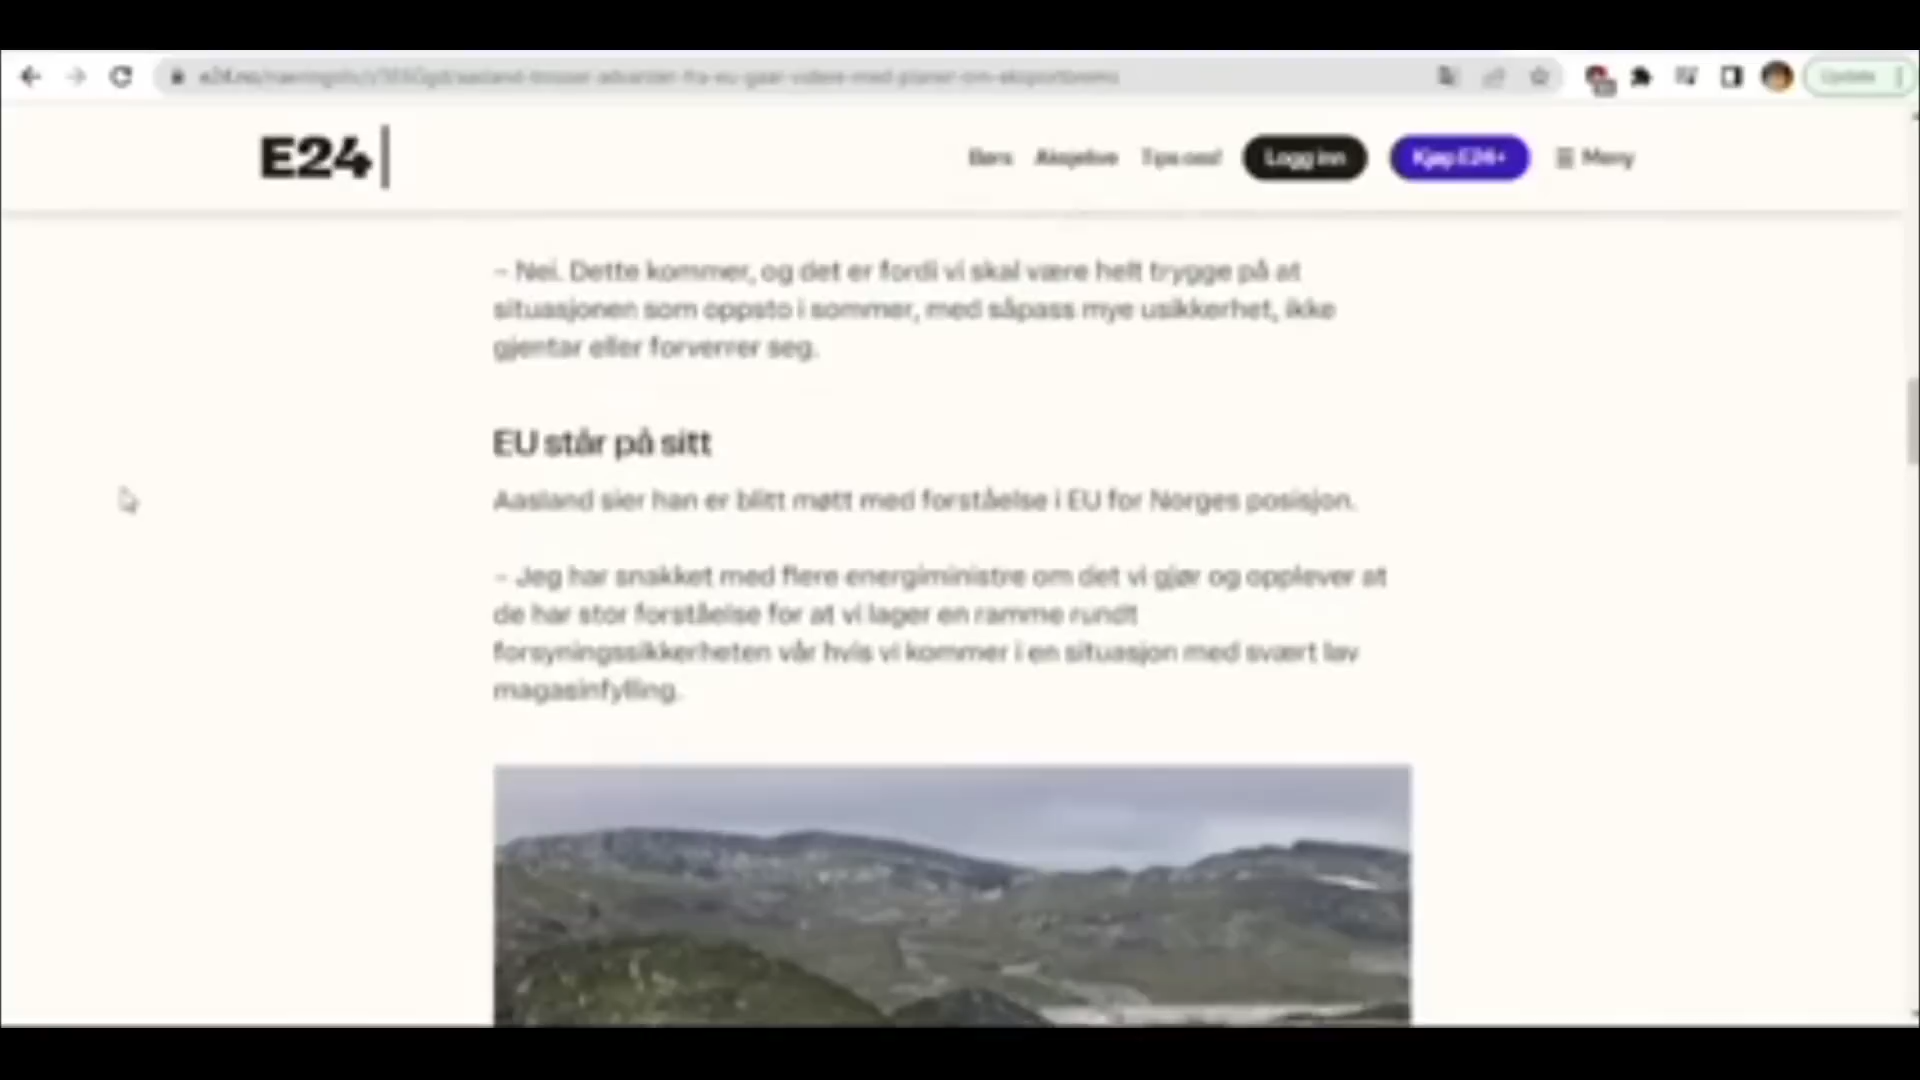 E24
Børs Aksjelive Tips oss! Logg inn Kjøp E24+ Meny
– Nei. Dette kommer, og det er fordi vi skal være helt trygge på at
situasjonen som oppsto i sommer, med såpass mye usikkerhet, ikke
gjentar eller forverrer seg.
EU står på sitt
Aasland sier han er blitt møtt med forståelse i EU for Norges posisjon.
– Jeg har snakket med flere energiministre om det vi gjør og opplever at
de har stor forståelse for at vi lager en ramme rundt
forsyningssikkerheten vår hvis vi kommer i en situasjon med svært lav
magasinfylling.